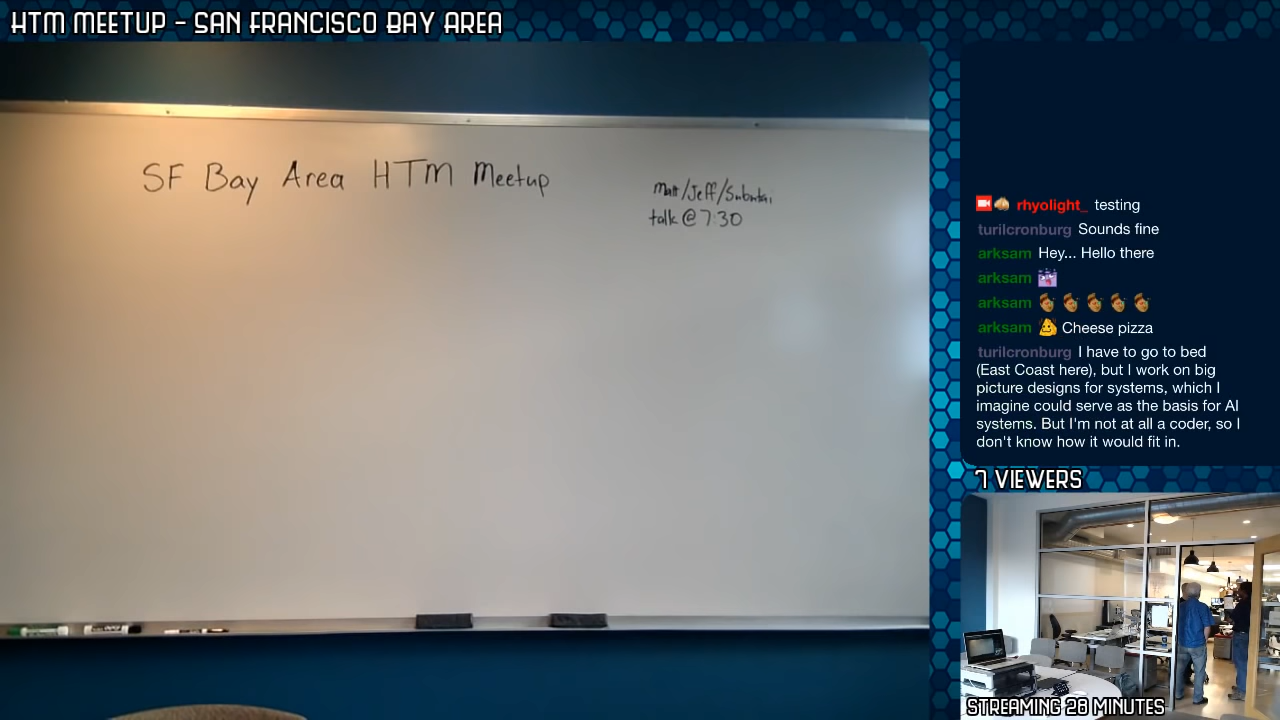 HTM MEETUP - SAN FRANCISCO BAY AREA
SF Bay Area HTM Meetup
Matt/Jeff/Subutai
talk @ 7:30
rhyolight_ testing
turilcronburg Sounds fine
arksam Hey... Hello there
arksam
arksam
arksam Cheese pizza
turilcronburg I have to go to bed
(East Coast here), but I work on big
picture designs for systems, which I
imagine could serve as the basis for AI
systems. But I'm not at all a coder, so I
don't know how it would fit in.
7 VIEWERS
STREAMING 28 MINUTES